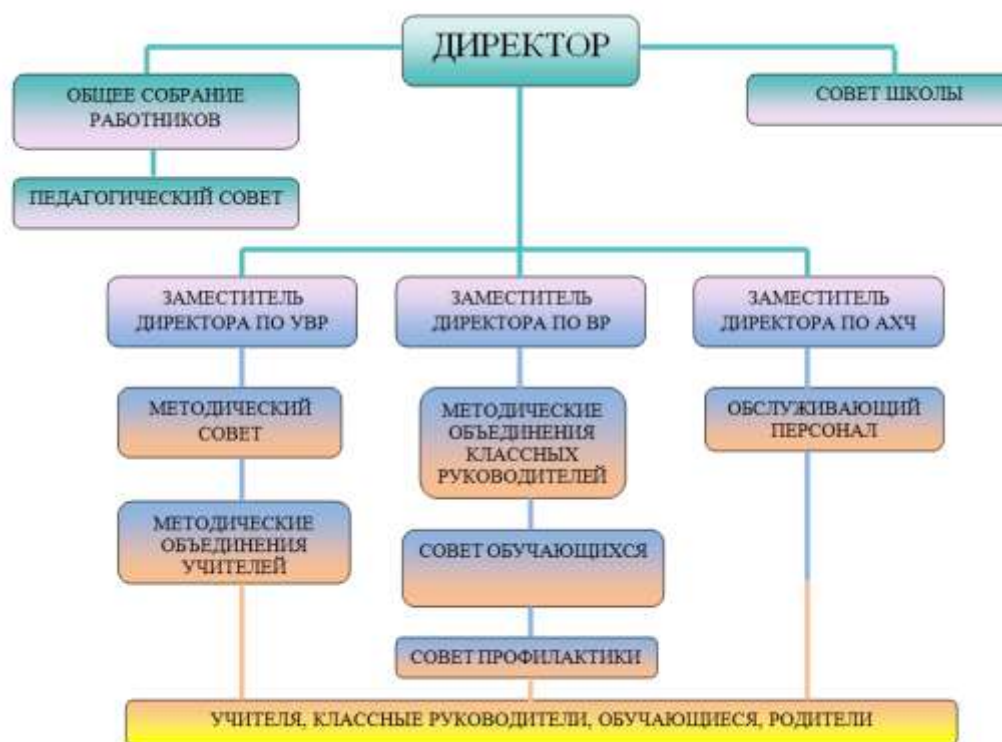 ДИРЕКТОР
ОБЩЕЕ СОБРАНИЕ
РАБОТНИКОВ
СОВЕТ ШКОЛЫ
ПЕДАГОГИЧЕСКИЙ СОВЕТ
ЗАМЕСТИТЕЛЬ
ДИРЕКТОРА ПО УВР
ЗАМЕСТИТЕЛЬ
ДИРЕКТОРА ПО ВР
ЗАМЕСТИТЕЛЬ
ДИРЕКТОРА ПО АХЧ
МЕТОДИЧЕСКИЙ
СОВЕТ
МЕТОДИЧЕСКИЕ
ОБЪЕДИНЕНИЯ
КЛАССНЫХ
РУКОВОДИТЕЛЕЙ
ОБСЛУЖИВАЮЩИЙ
ПЕРСОНАЛ
МЕТОДИЧЕСКИЕ
ОБЪЕДИНЕНИЯ
УЧИТЕЛЕЙ
СОВЕТ ОБУЧАЮЩИХСЯ
СОВЕТ ПРОФИЛАКТИКИ
УЧИТЕЛЯ, КЛАССНЫЕ РУКОВОДИТЕЛИ, ОБУЧАЮЩИЕСЯ, РОДИТЕЛИ